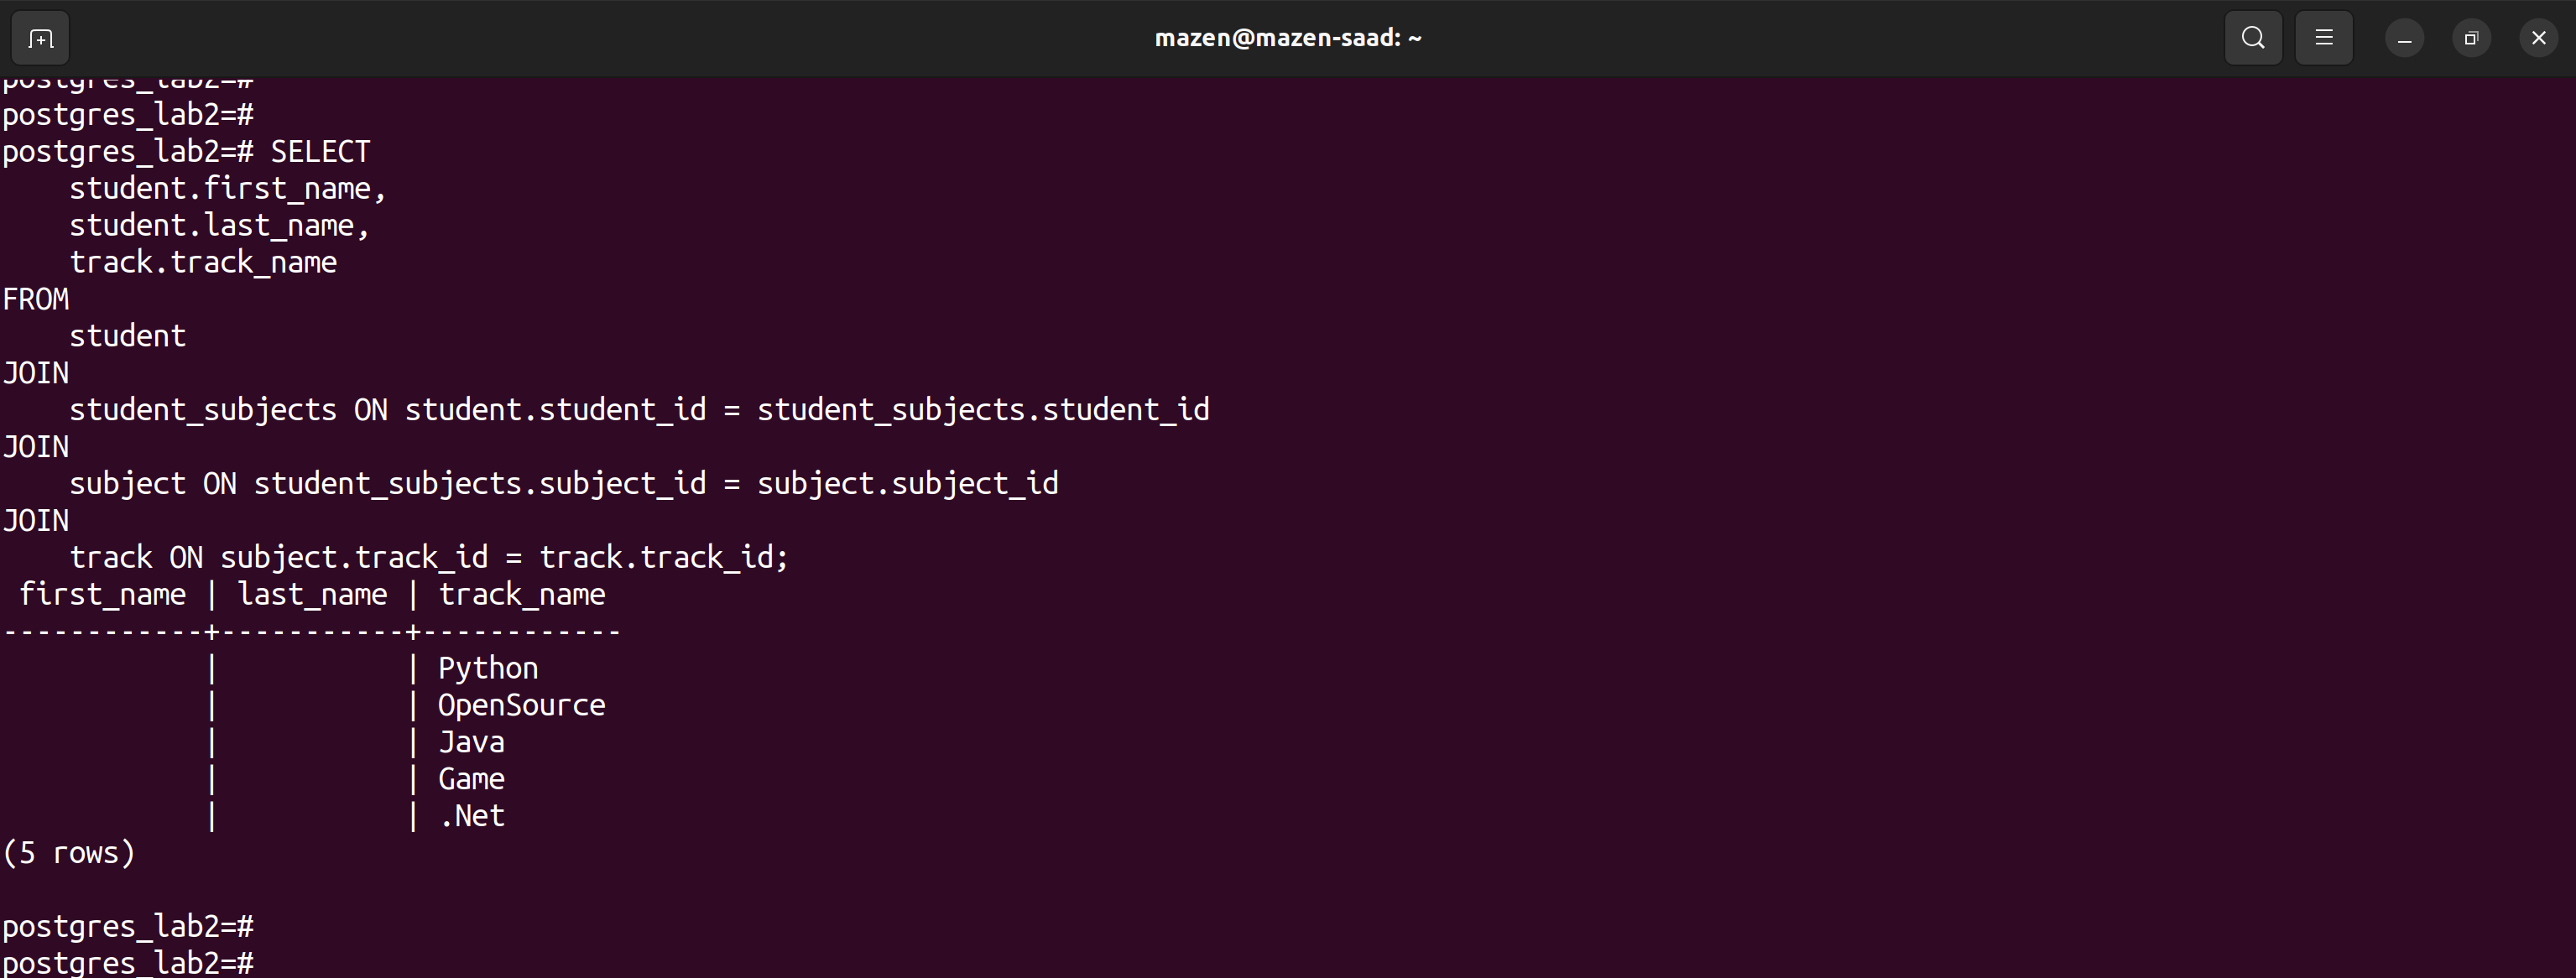 mazen@mazen-saad: ~
postgres_lab2=#
postgres_lab2=#
postgres_lab2=# SELECT
    student.first_name,
    student.last_name,
    track.track_name
FROM
    student
JOIN
    student_subjects ON student.student_id = student_subjects.student_id
JOIN
    subject ON student_subjects.subject_id = subject.subject_id
JOIN
    track ON subject.track_id = track.track_id;
 first_name | last_name | track_name
------------+-----------+------------
            |           | Python
            |           | OpenSource
            |           | Java
            |           | Game
            |           | .Net
(5 rows)

postgres_lab2=#
postgres_lab2=#